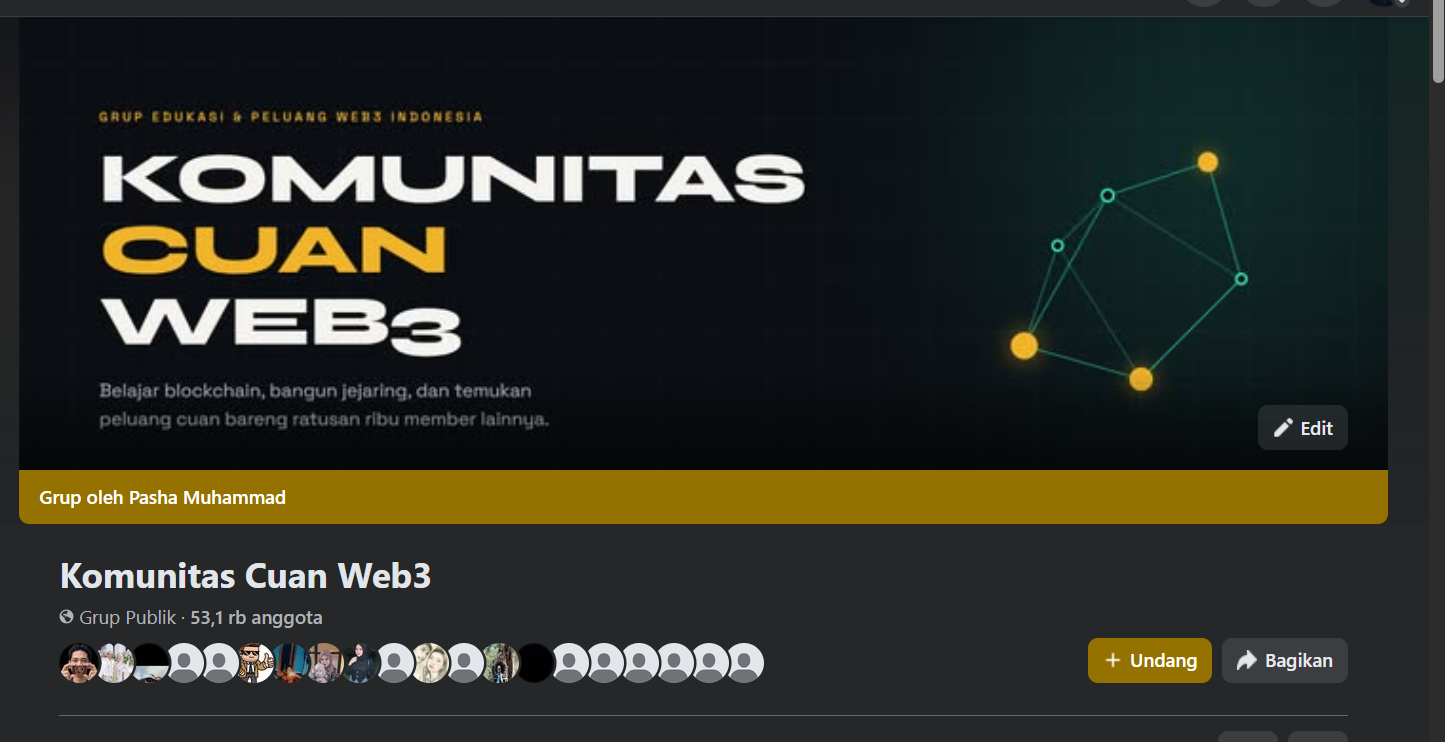 GRUP EDUKASI & PELUANG WEB3 INDONESIA
KOMUNITAS
CUAN
WEB3
Belajar blockchain, bangun jejaring, dan temukan
peluang cuan bareng ratusan ribu member lainnya.
Edit
Grup oleh Pasha Muhammad
Komunitas Cuan Web3
Grup Publik · 53,1 rb anggota
+ Undang
Bagikan